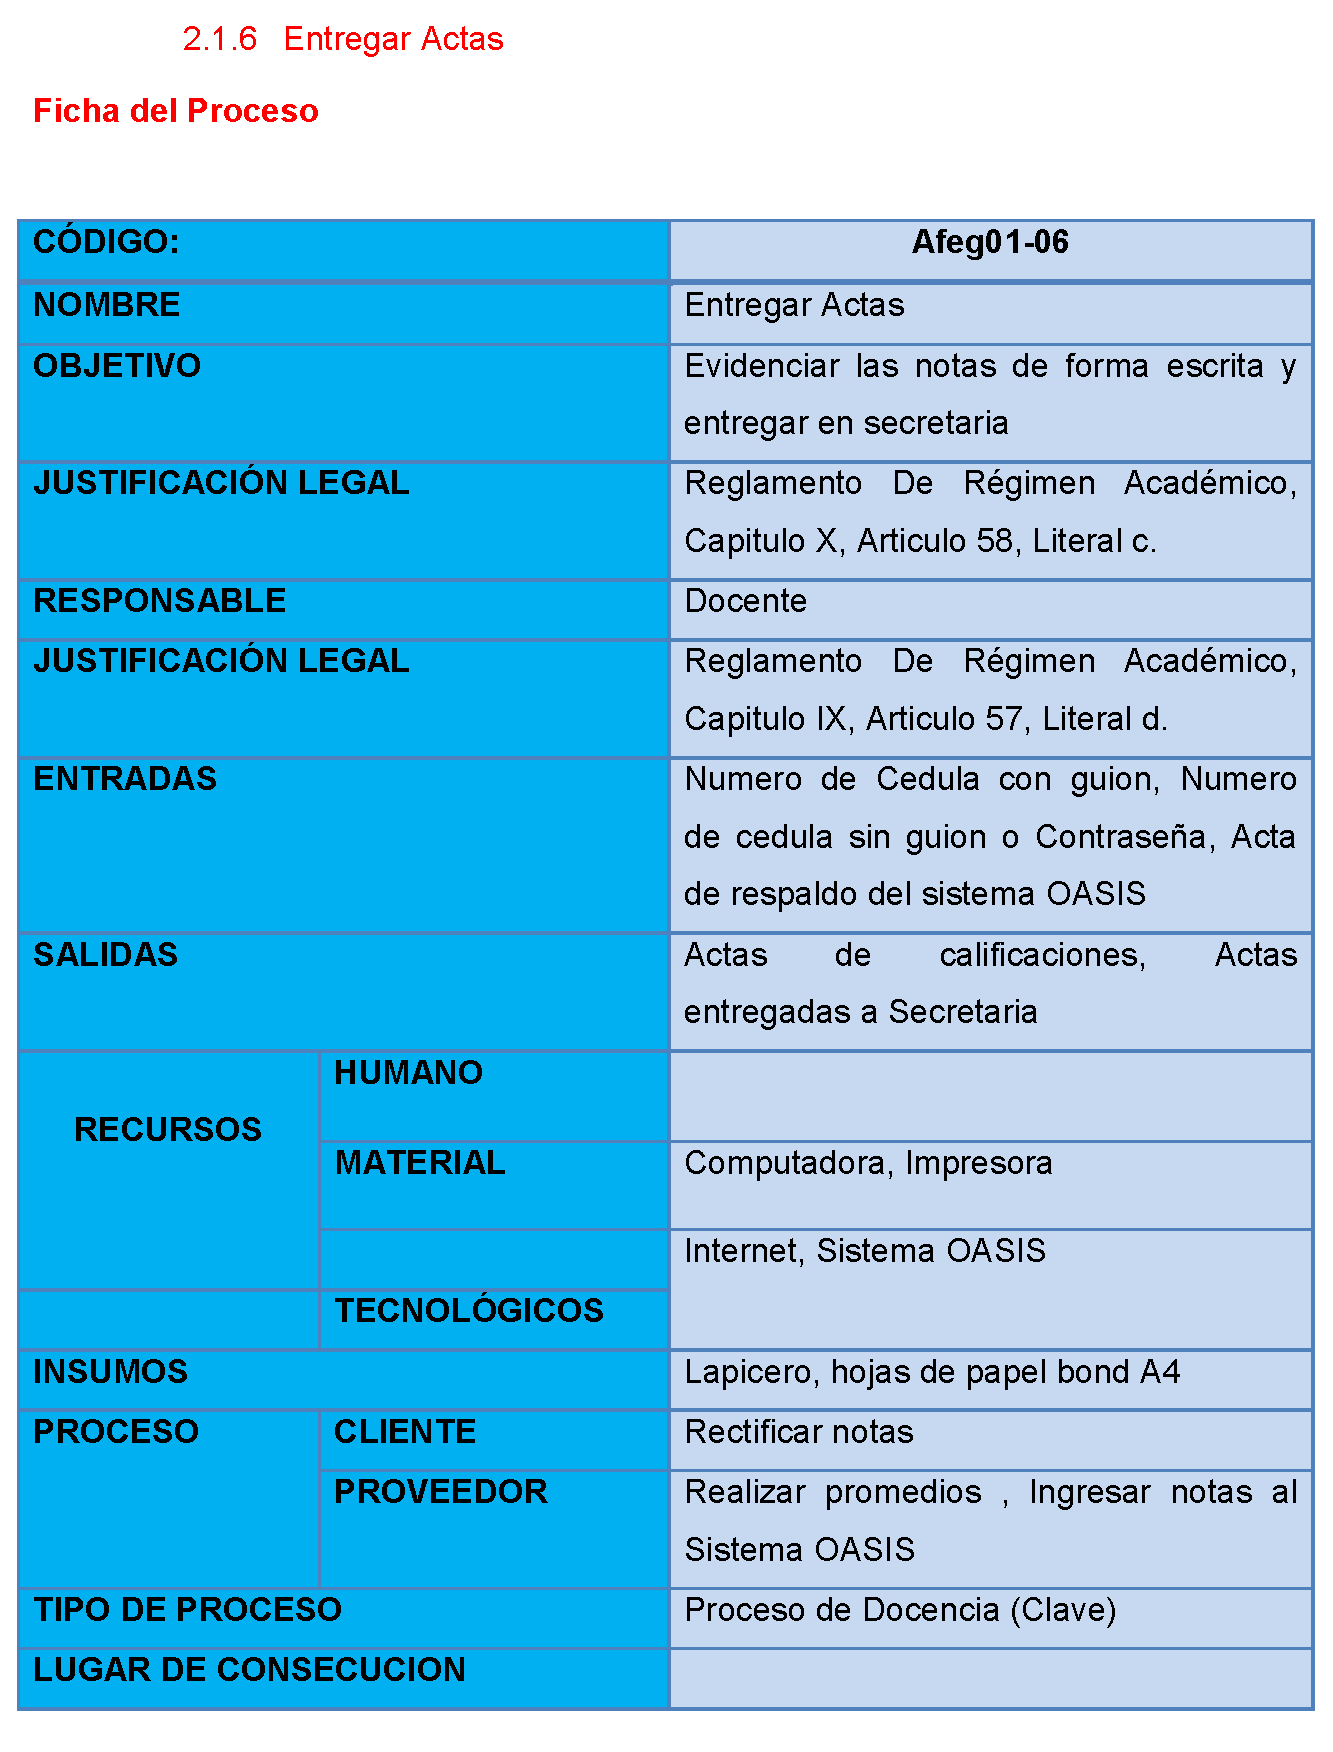 2.1.6 Entregar Actas
Ficha del Proceso
CÓDIGO: Afeg01-06
NOMBRE Entregar Actas
OBJETIVO Evidenciar las notas de forma escrita y
entregar en secretaria
JUSTIFICACIÓN LEGAL Reglamento De Régimen Académico,
Capitulo X, Articulo 58, Literal c.
RESPONSABLE Docente
JUSTIFICACIÓN LEGAL Reglamento De Régimen Académico,
Capitulo IX, Articulo 57, Literal d.
ENTRADAS Numero de Cedula con guion, Numero
de cedula sin guion o Contraseña, Acta
de respaldo del sistema OASIS
SALIDAS Actas de calificaciones, Actas
entregadas a Secretaria
HUMANO
RECURSOS
MATERIAL Computadora, Impresora
Internet, Sistema OASIS
TECNOLÓGICOS
INSUMOS Lapicero, hojas de papel bond A4
PROCESO CLIENTE Rectificar notas
PROVEEDOR Realizar promedios , Ingresar notas al
Sistema OASIS
TIPO DE PROCESO Proceso de Docencia (Clave)
LUGAR DE CONSECUCION